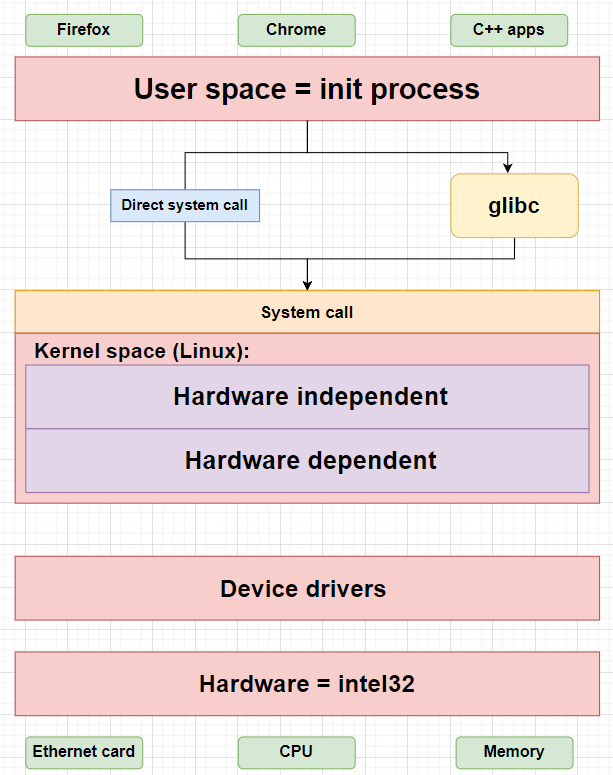 Firefox
Chrome
C++ apps
User space = init process
Direct system call
glibc
System call
Kernel space (Linux):
Hardware independent
Hardware dependent
Device drivers
Hardware = intel32
Ethernet card
CPU
Memory